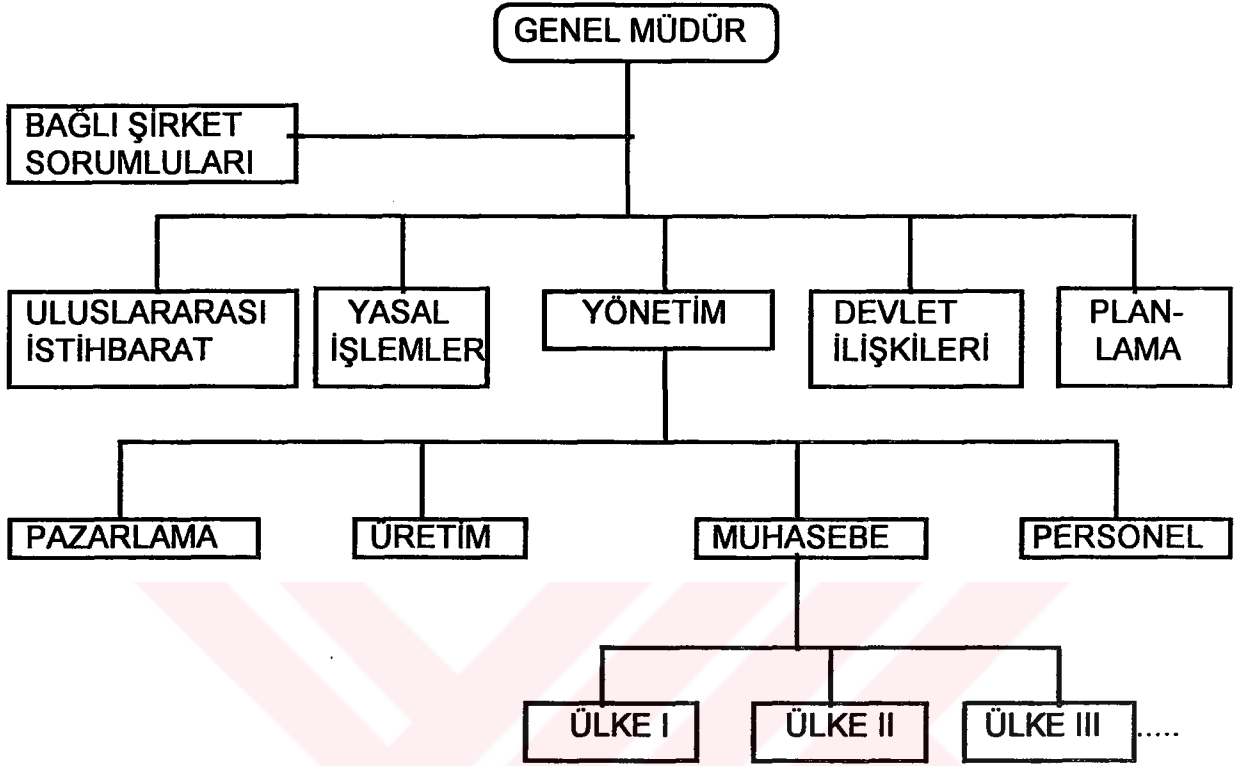 GENEL MÜDÜR
BAĞLI ŞİRKET
SORUMLULARI
ULUSLARARASI
İSTİHBARAT
YASAL
İŞLEMLER
YÖNETİM
DEVLET
İLİŞKİLERİ
PLAN-
LAMA
PAZARLAMA
ÜRETİM
MUHASEBE
PERSONEL
ÜLKE I
ÜLKE II
ÜLKE III
.....